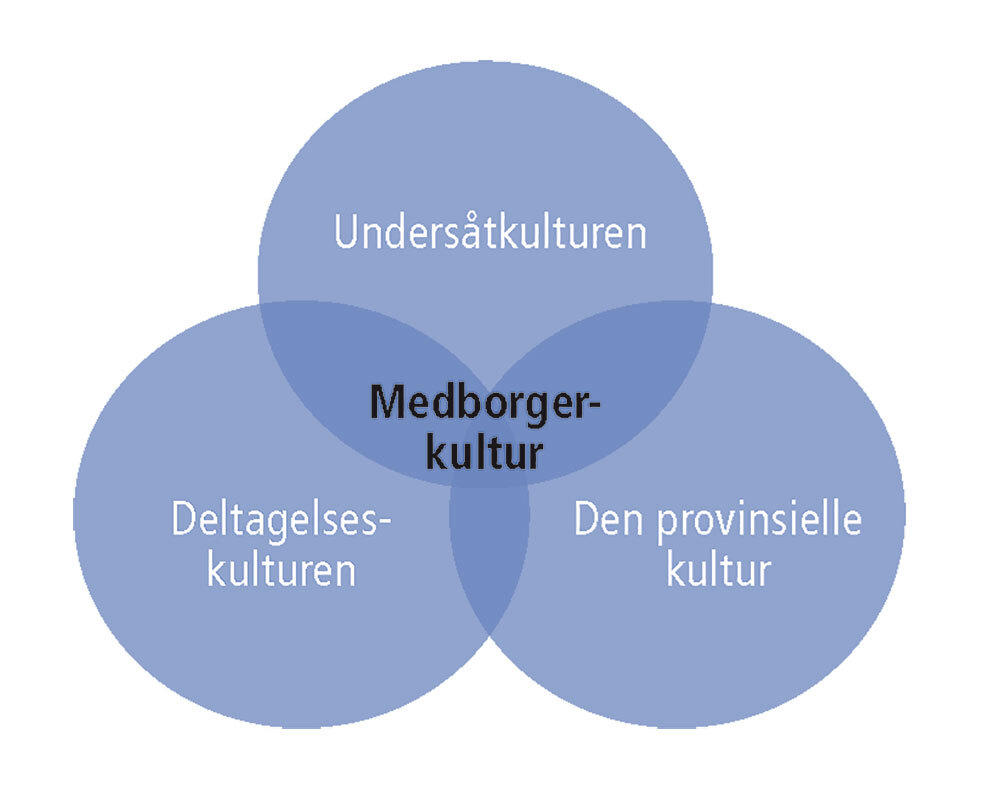 Undersåtkulturen
Medborger-
kultur
Deltagelses-
kulturen
Den provinsielle
kultur